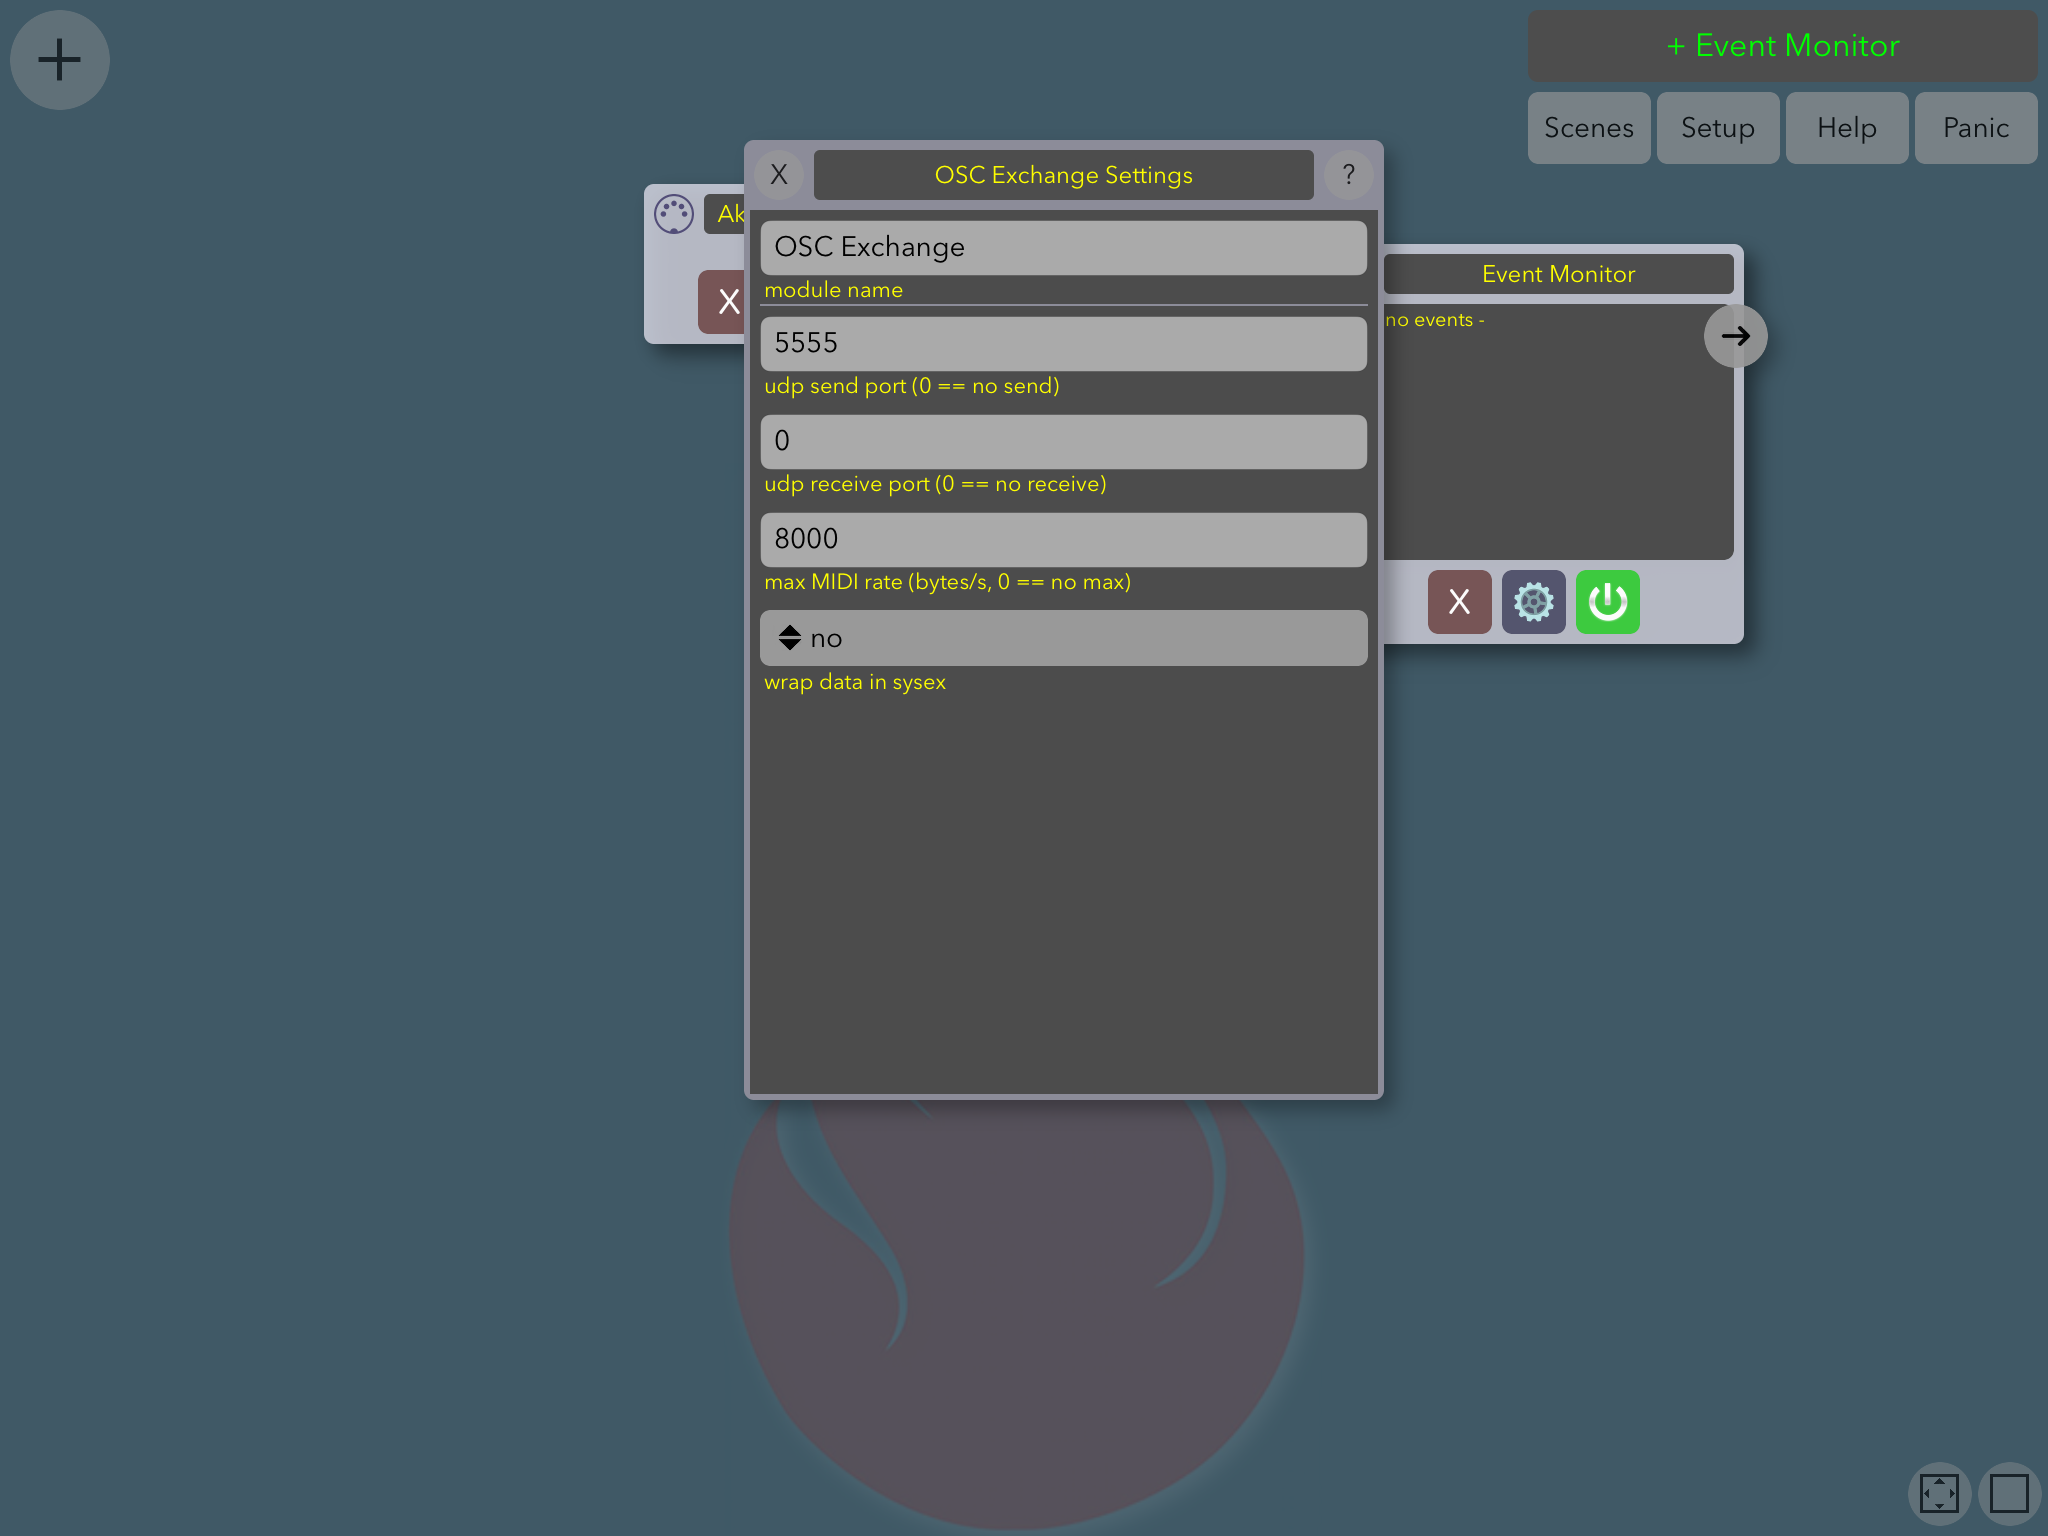 + Event Monitor
Scenes
Setup
Help
Panic
X
OSC Exchange Settings
?
Ak
X
OSC Exchange
module name
5555
udp send port (0 == no send)
0
udp receive port (0 == no receive)
8000
max MIDI rate (bytes/s, 0 == no max)
no
wrap data in sysex
Event Monitor
no events -
X